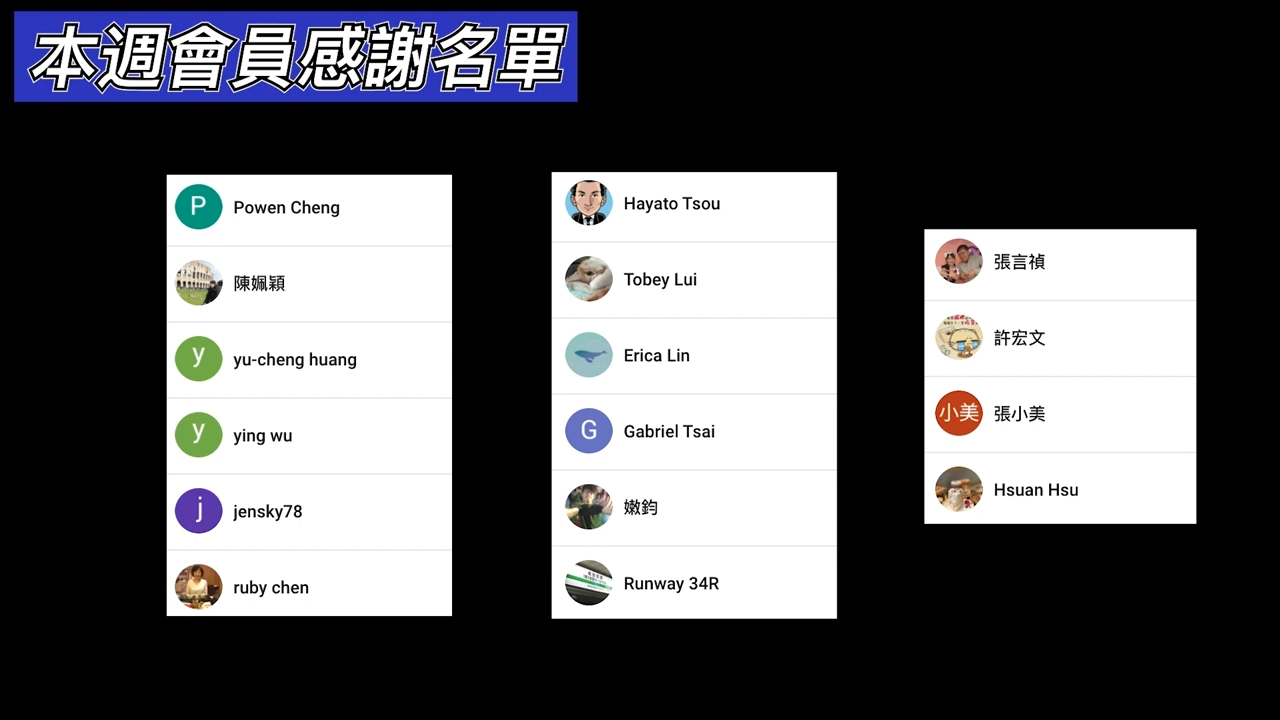 本週會員感謝名單
P
Powen Cheng
陳姵穎
y
yu-cheng huang
y
ying wu
j
jensky78
ruby chen
Hayato Tsou
Tobey Lui
Erica Lin
G
Gabriel Tsai
嫩鈞
Runway 34R
張言禎
許宏文
小美
張小美
Hsuan Hsu